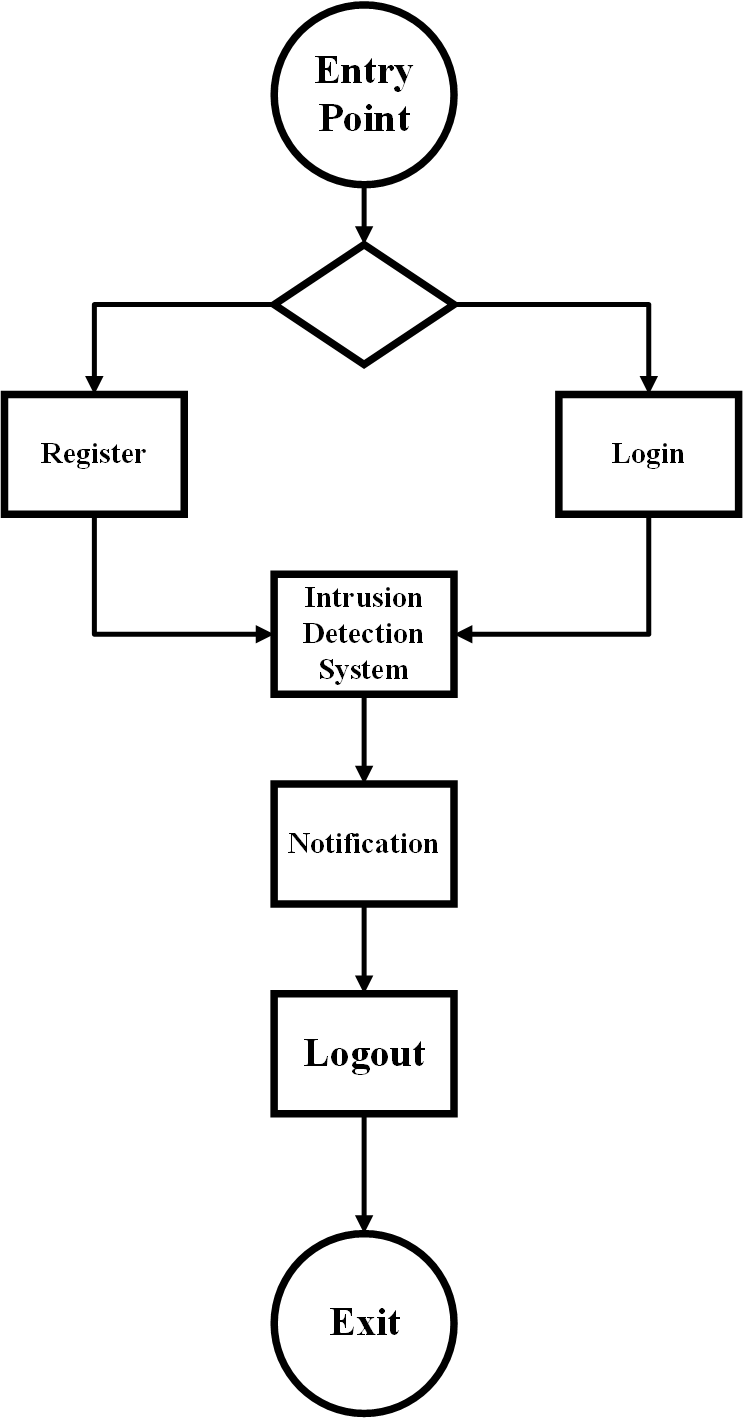 Entry
Point
Register
Login
Intrusion
Detection
System
Notification
Logout
Exit